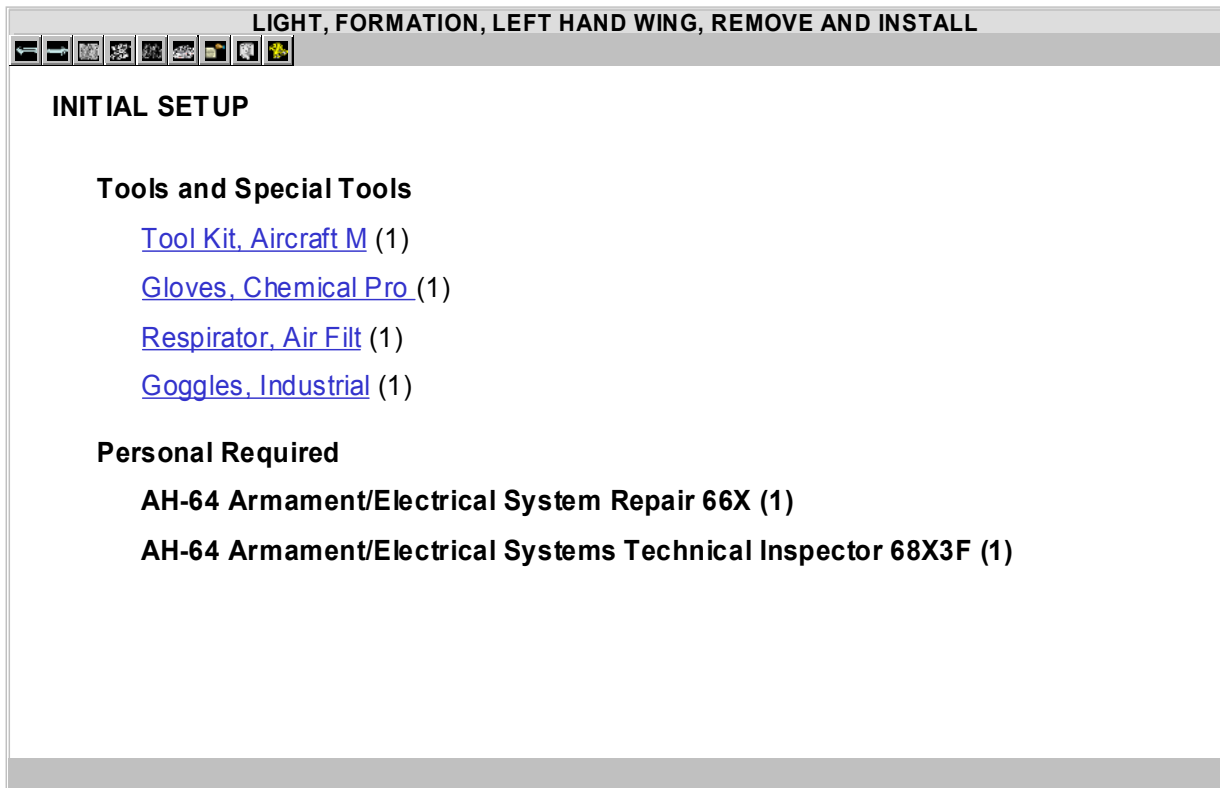 LIGHT, FORMATION, LEFT HAND WING, REMOVE AND INSTALL
INITIAL SETUP
Tools and Special Tools
Tool Kit, Aircraft M (1)
Gloves, Chemical Pro (1)
Respirator, Air Filt (1)
Goggles, Industrial (1)
Personal Required
AH-64 Armament/Electrical System Repair 66X (1)
AH-64 Armament/Electrical Systems Technical Inspector 68X3F (1)